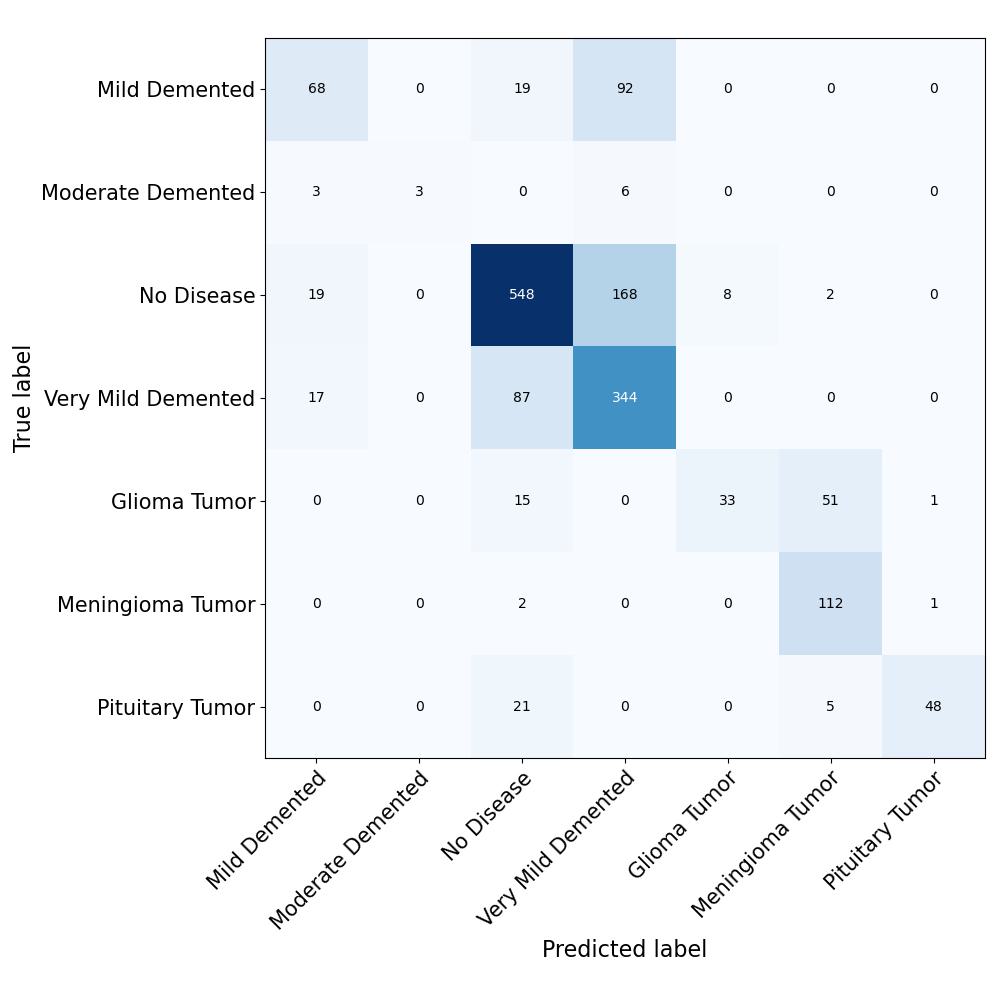 Mild Demented 68 0 19 92 0 0 0
Moderate Demented 3 3 0 6 0 0 0
No Disease 19 0 548 168 8 2 0
Very Mild Demented 17 0 87 344 0 0 0
Glioma Tumor 0 0 15 0 33 51 1
Meningioma Tumor 0 0 2 0 0 112 1
Pituitary Tumor 0 0 21 0 0 5 48
True label
Mild Demented
Moderate Demented
No Disease
Very Mild Demented
Glioma Tumor
Meningioma Tumor
Pituitary Tumor
Predicted label